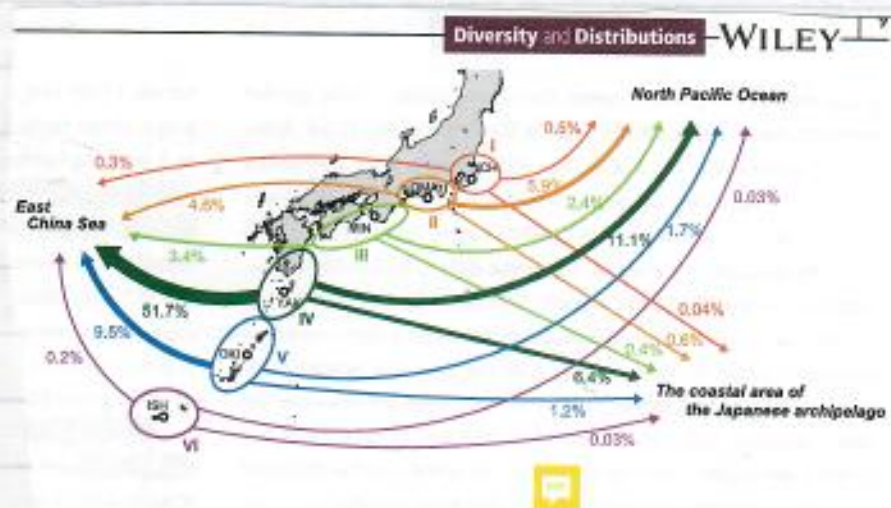 Diversity and Distributions
WILEY
North Pacific Ocean
0.5%
I
0.3%
5.9%
2.4%
0.03%
East
China Sea
4.6%
II
MIN
III
3.4%
11.1%
1.7%
51.7%
IV
0.04%
9.5%
OKI
V
0.6%
0.4%
0.2%
6.4%
The coastal area of
the Japanese archipelago
ISH
1.2%
0.03%
VI